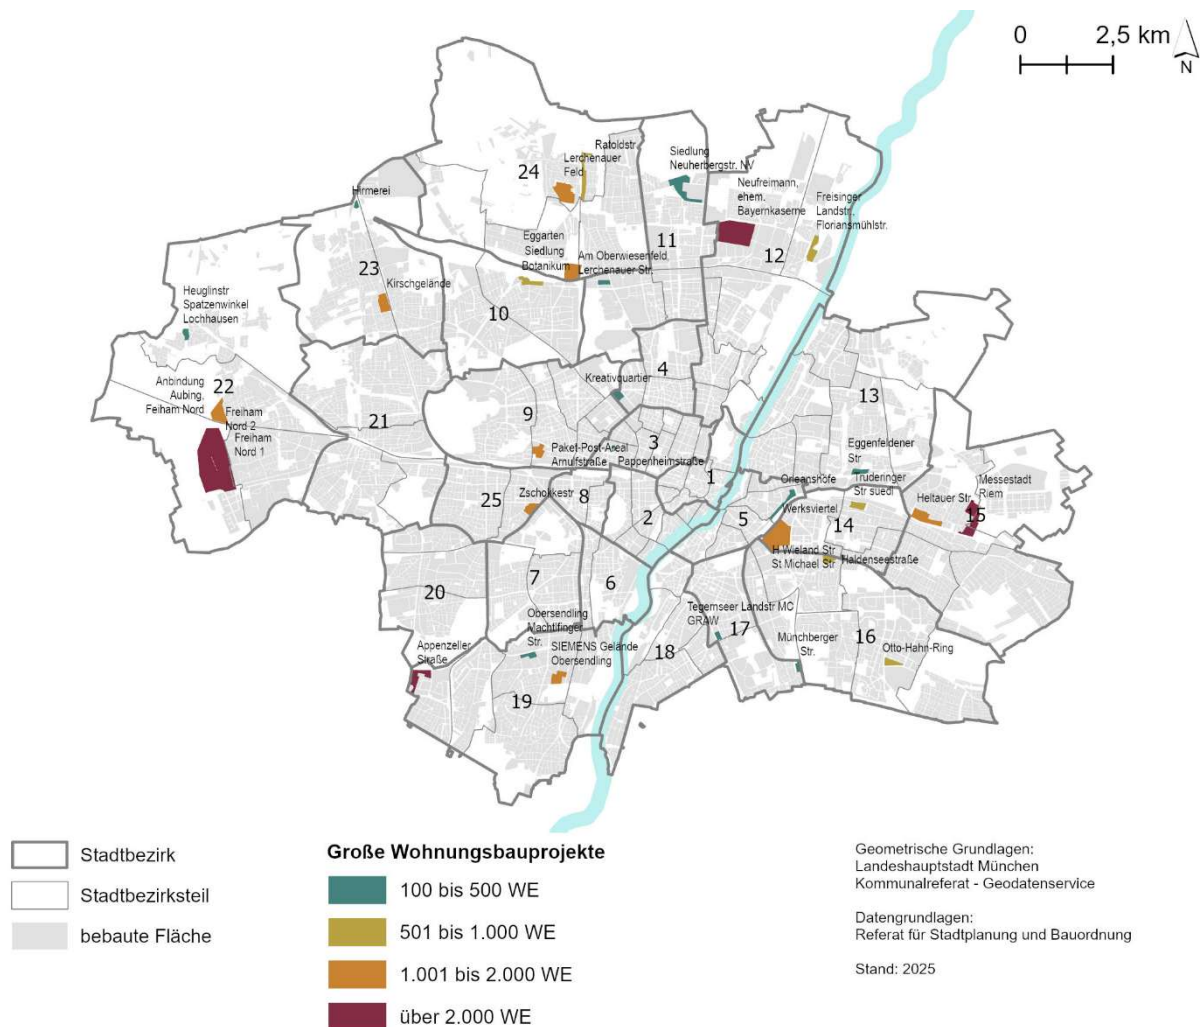 0 2,5 km
N
Ratoldstr.
Lerchenauer
Feld
24
Siedlung
Neuherbergstr. NV
Neufreimann,
ehem.
Bayernkaserne
Freisinger
Landstr.,
Floriansmühlstr.
Hirmerei
11
12
Eggarten
Siedlung
Botanikum
Am Oberwiesenfeld,
Lerchenauer Str.
23
Kirschgelände
Heuglinstr
Spatzenwinkel
Lochhausen
10
4
Kreativquartier
13
Anbindung
Aubing,
Feiham Nord
22
Freiham
Nord 2
Freiham
Nord 1
21
9
3
Paket-Post-Areal
Arnulfstraße
Pappenheimstraße
Eggenfeldener
Str
1
Orleanshöfe
Truderinger
Str suedl
Messestadt
Riem
Heltauer Str.
15
Zschokkestr
25
8
2
5
Werksviertel
14
H Wieland Str
St Michael Str
Haldenseestraße
20
7
6
Obersendling
Machtlfinger
Str.
Tegernseer Landstr MC
GRAW
17
Münchberger
Str.
16
Otto-Hahn-Ring
18
Appenzeller
Straße
SIEMENS Gelände
Obersendling
19
Stadtbezirk
Stadtbezirksteil
bebaute Fläche
Große Wohnungsbauprojekte
100 bis 500 WE
501 bis 1.000 WE
1.001 bis 2.000 WE
über 2.000 WE
Geometrische Grundlagen:
Landeshauptstadt München
Kommunalreferat - Geodatenservice
Datengrundlagen:
Referat für Stadtplanung und Bauordnung
Stand: 2025